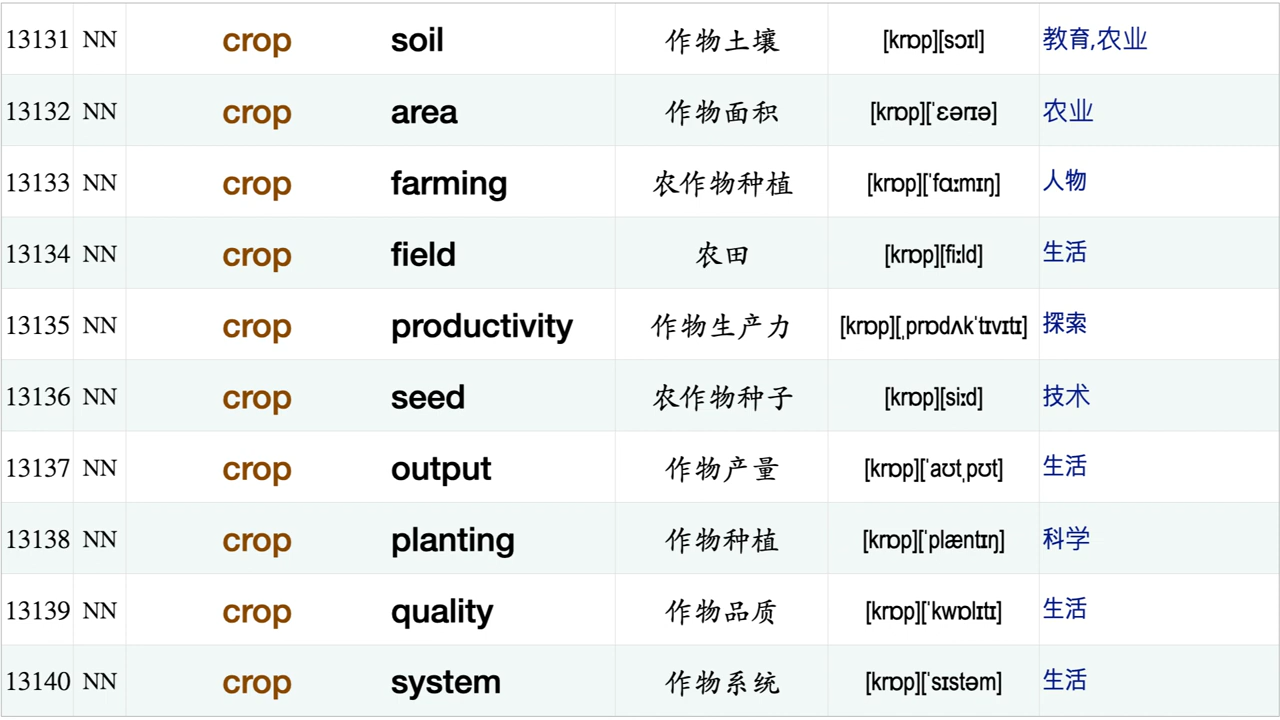 13131 NN crop soil 作物土壤 [krɒp][sɔɪl] 教育,农业
13132 NN crop area 作物面积 [krɒp][ˈɛərɪə] 农业
13133 NN crop farming 农作物种植 [krɒp][ˈfɑːmɪŋ] 人物
13134 NN crop field 农田 [krɒp][fiːld] 生活
13135 NN crop productivity 作物生产力 [krɒp][ˌprɒdʌkˈtɪvɪtɪ] 探索
13136 NN crop seed 农作物种子 [krɒp][siːd] 技术
13137 NN crop output 作物产量 [krɒp][ˈaʊtˌpʊt] 生活
13138 NN crop planting 作物种植 [krɒp][ˈplæntɪŋ] 科学
13139 NN crop quality 作物品质 [krɒp][ˈkwɒlɪtɪ] 生活
13140 NN crop system 作物系统 [krɒp][ˈsɪstəm] 生活